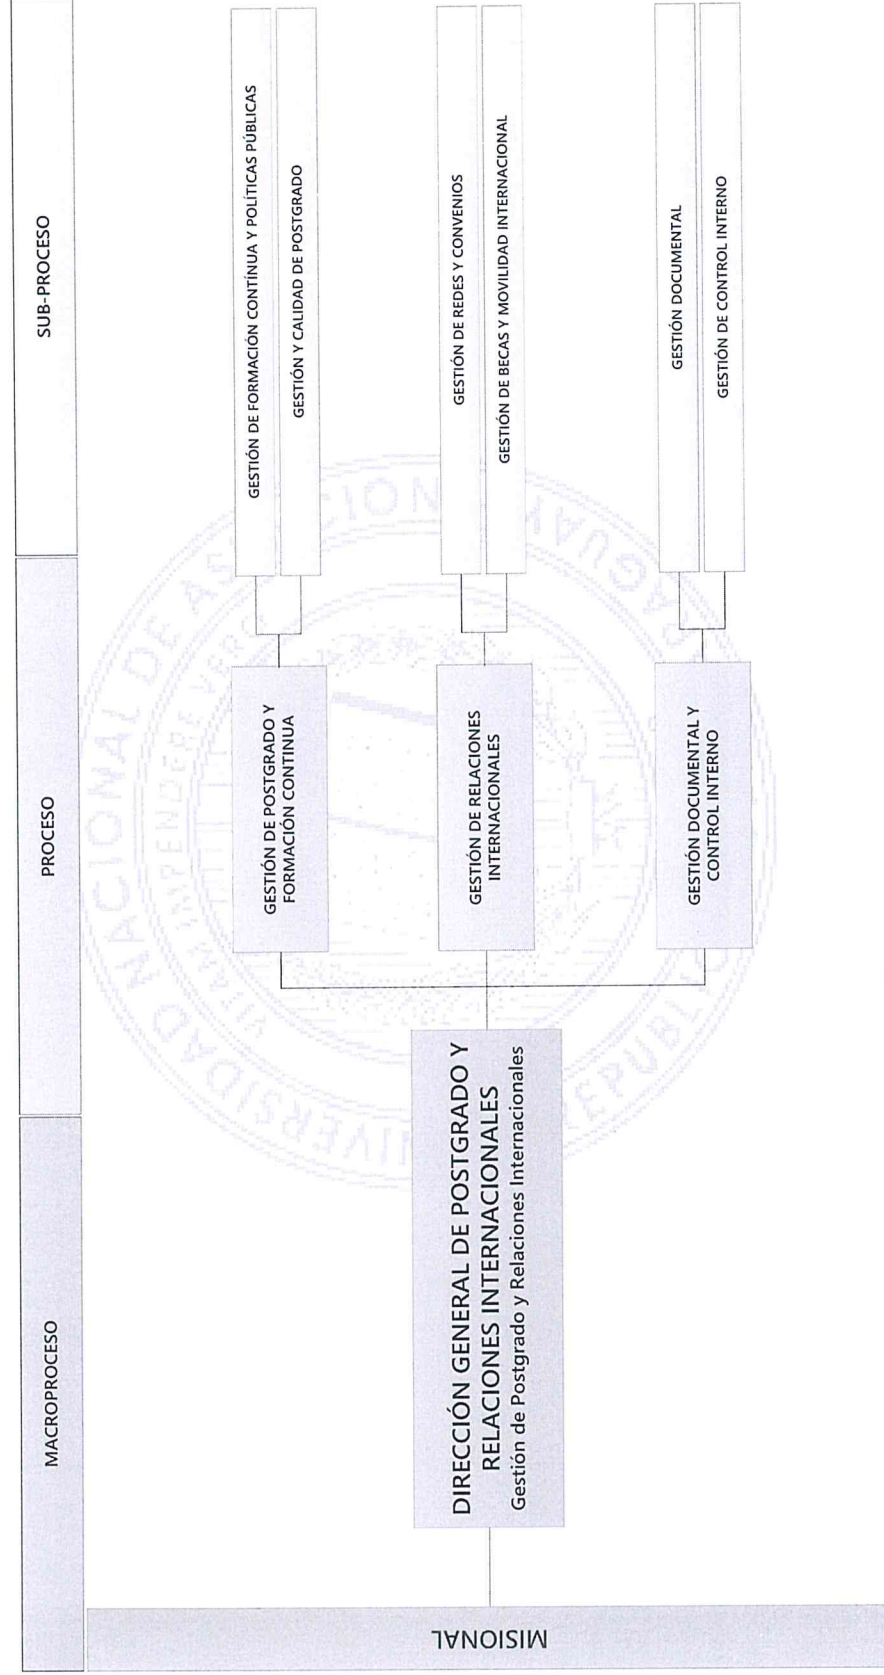 MACROPROCESO
PROCESO
SUB-PROCESO
MISIONAL
DIRECCIÓN GENERAL DE POSTGRADO Y
RELACIONES INTERNACIONALES
Gestión de Postgrado y Relaciones Internacionales
GESTIÓN DE POSTGRADO Y
FORMACIÓN CONTINUA
GESTIÓN DE FORMACIÓN CONTÍNUA Y POLÍTICAS PÚBLICAS
GESTIÓN Y CALIDAD DE POSTGRADO
GESTIÓN DE RELACIONES
INTERNACIONALES
GESTIÓN DE REDES Y CONVENIOS
GESTIÓN DE BECAS Y MOVILIDAD INTERNACIONAL
GESTIÓN DOCUMENTAL Y
CONTROL INTERNO
GESTIÓN DOCUMENTAL
GESTIÓN DE CONTROL INTERNO